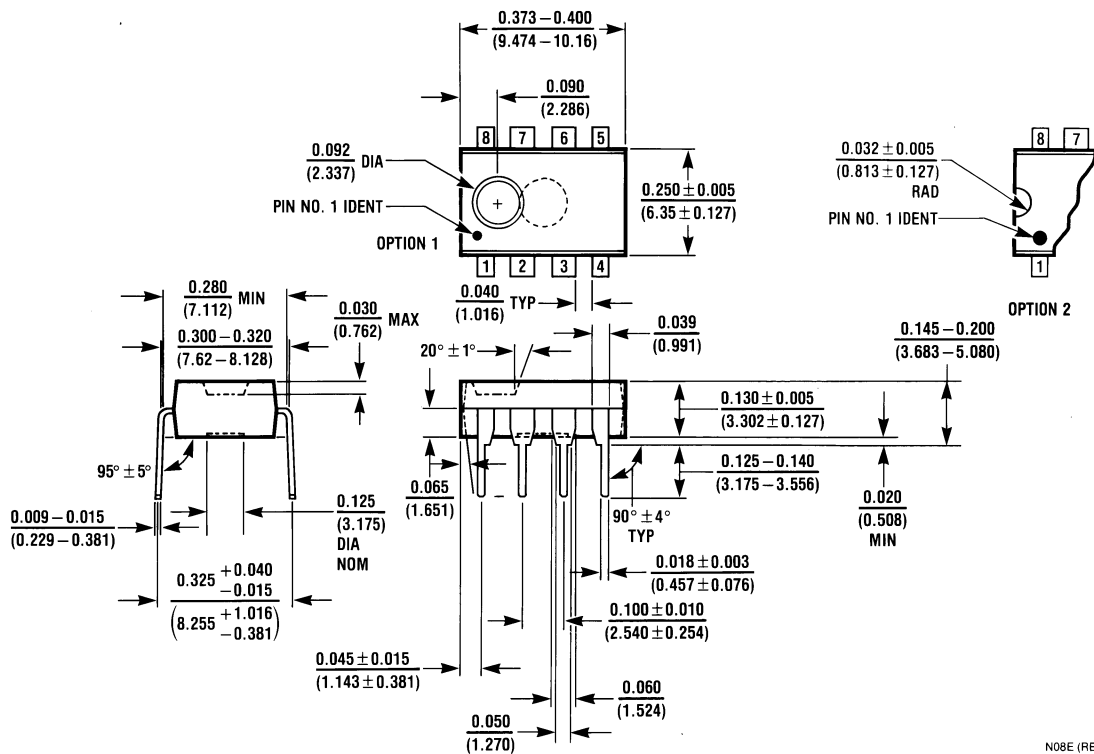 0.373 – 0.400
(9.474 – 10.16)
0.090
(2.286)
8 7 6 5
0.092 DIA
(2.337)
PIN NO. 1 IDENT
OPTION 1
1 2 3 4
0.250 ± 0.005
(6.35 ± 0.127)
8 7
0.032 ± 0.005
(0.813 ± 0.127)
RAD
PIN NO. 1 IDENT
1
OPTION 2
0.280 MIN
(7.112)
0.300 – 0.320
(7.62 – 8.128)
0.030 MAX
(0.762)
95° ± 5°
0.009 – 0.015
(0.229 – 0.381)
0.125
(3.175)
DIA
NOM
0.325 +0.040
-0.015
(8.255 +1.016
-0.381)
0.040 TYP
(1.016)
0.039
(0.991)
20° ± 1°
0.145 – 0.200
(3.683 – 5.080)
0.130 ± 0.005
(3.302 ± 0.127)
0.125 – 0.140
(3.175 – 3.556)
0.020
(0.508)
MIN
0.065
(1.651)
90° ± 4°
TYP
0.018 ± 0.003
(0.457 ± 0.076)
0.100 ± 0.010
(2.540 ± 0.254)
0.045 ± 0.015
(1.143 ± 0.381)
0.060
(1.524)
0.050
(1.270)
N08E (RE